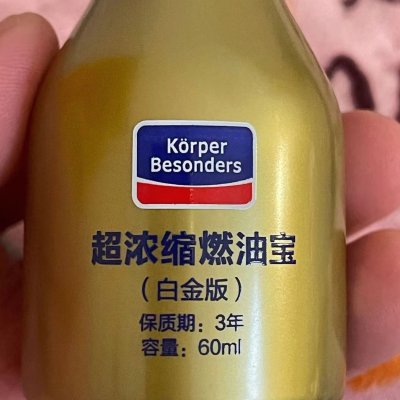 Körper
Besonders
超浓缩燃油宝
（白金版）
保质期：3年
容量：60ml